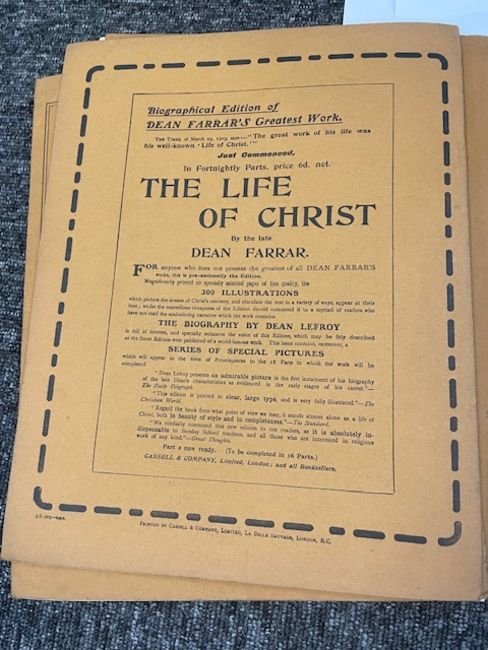 Biographical Edition of
DEAN FARRAR'S Greatest Work.
THE TIMES, of March 23, 1903, says:—"The great work of his life was
his well-known 'Life of Christ.'"
Just Commenced,
In Fortnightly Parts, price 6d. net.
THE LIFE
OF CHRIST
By the late
DEAN FARRAR.
FOR anyone who does not possess the greatest of all DEAN FARRAR'S
works, this is pre-eminently the Edition.
Magnificently printed on specially selected paper of fine quality, the
300 ILLUSTRATIONS
which picture the scenes of Christ's ministry, and elucidate the text in a variety of ways, appear at their
best; whilst the marvellous cheapness of the Edition should commend it to a myriad of readers who
have not read the soul-stirring narrative which the work contains.
THE BIOGRAPHY BY DEAN LEFROY
is full of interest, and specially enhances the value of this Edition, which may be fitly described
as the finest Edition ever published of a world-famous work. This issue contains, moreover, a
SERIES OF SPECIAL PICTURES
which will appear in the form of Frontispieces to the 16 Parts in which the work will be
completed.
"Dean Lefroy presents an admirable picture in the first instalment of his biography
of the late Dean's characteristics as evidenced in the early stages of his career."—
The Daily Telegraph.
"This edition is printed in clear, large type, and is very fully illustrated."—The
Christian World.
"Regard the book from what point of view we may, it stands almost alone as a life of
Christ, both in beauty of style and in completeness."—The Standard.
"We cordially commend this new edition to our readers, as it is absolutely in-
dispensable to Sunday School teachers, and all those who are interested in religious
work of any kind."—Great Thoughts.
Part 2 now ready. (To be completed in 16 Parts.)
CASSELL & COMPANY, Limited, London; and all Booksellers.
PRINTED BY CASSELL & COMPANY, LIMITED, LA BELLE SAUVAGE, LONDON, E.C.